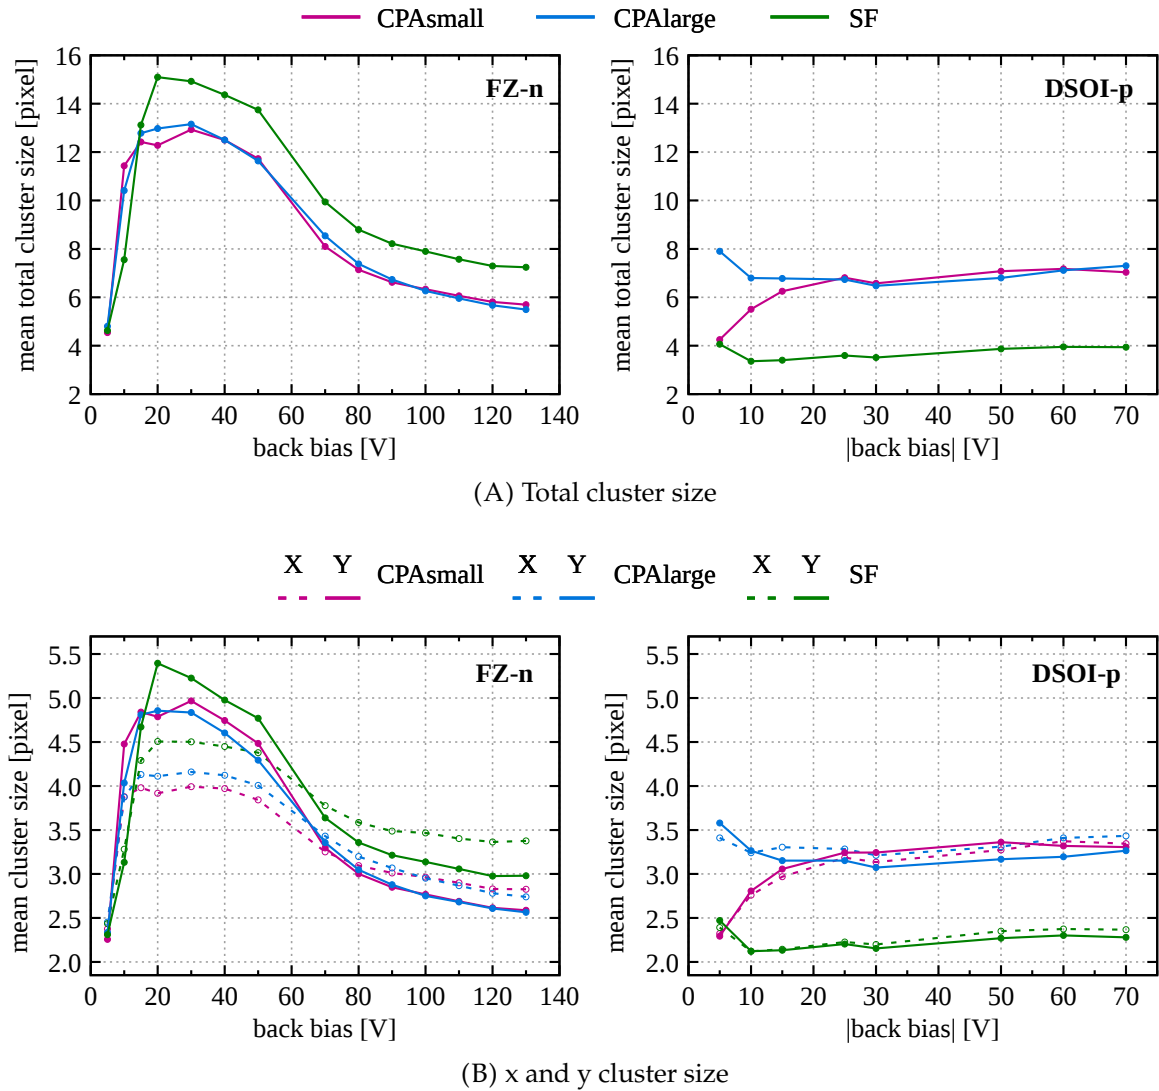 CPAsmall CPAlarge SF
mean total cluster size [pixel]
16
14
12
10
8
6
4
2
FZ-n
0 20 40 60 80 100 120 140
back bias [V]
mean total cluster size [pixel]
16
14
12
10
8
6
4
2
DSOI-p
0 10 20 30 40 50 60 70
|back bias| [V]
(A) Total cluster size
X Y CPAsmall X Y CPAlarge X Y SF
mean cluster size [pixel]
5.5
5.0
4.5
4.0
3.5
3.0
2.5
2.0
FZ-n
0 20 40 60 80 100 120 140
back bias [V]
mean cluster size [pixel]
5.5
5.0
4.5
4.0
3.5
3.0
2.5
2.0
DSOI-p
0 10 20 30 40 50 60 70
|back bias| [V]
(B) x and y cluster size